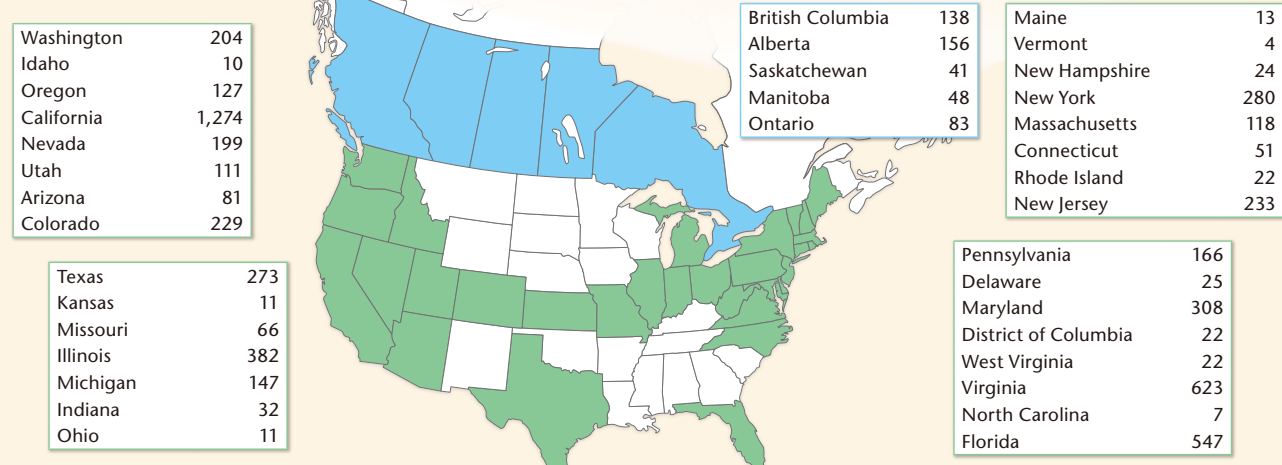 Washington 204
Idaho 10
Oregon 127
California 1,274
Nevada 199
Utah 111
Arizona 81
Colorado 229
Texas 273
Kansas 11
Missouri 66
Illinois 382
Michigan 147
Indiana 32
Ohio 11
British Columbia 138
Alberta 156
Saskatchewan 41
Manitoba 48
Ontario 83
Maine 13
Vermont 4
New Hampshire 24
New York 280
Massachusetts 118
Connecticut 51
Rhode Island 22
New Jersey 233
Pennsylvania 166
Delaware 25
Maryland 308
District of Columbia 22
West Virginia 22
Virginia 623
North Carolina 7
Florida 547